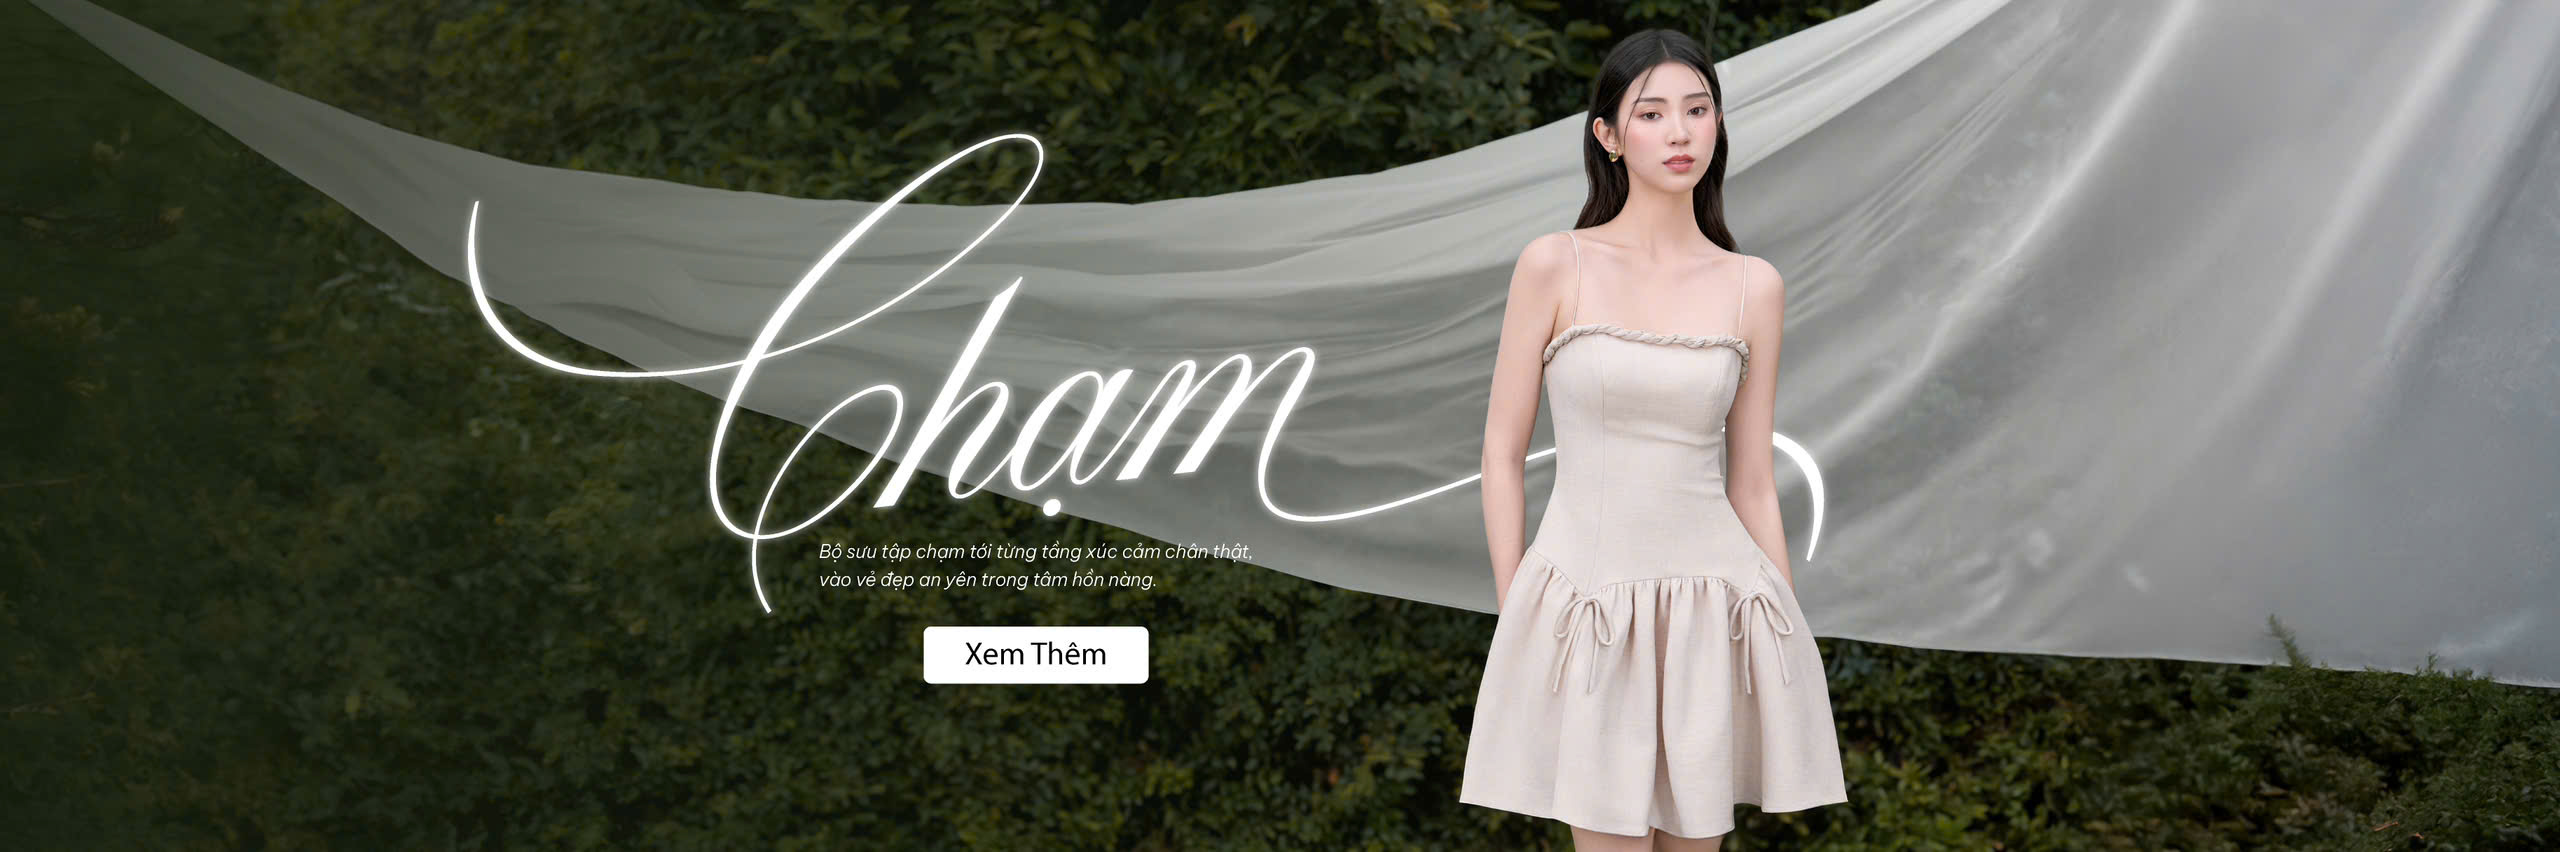 Chạm
Bộ sưu tập chạm tới từng tầng xúc cảm chân thật,
vào vẻ đẹp an yên trong tâm hồn nàng.
Xem Thêm